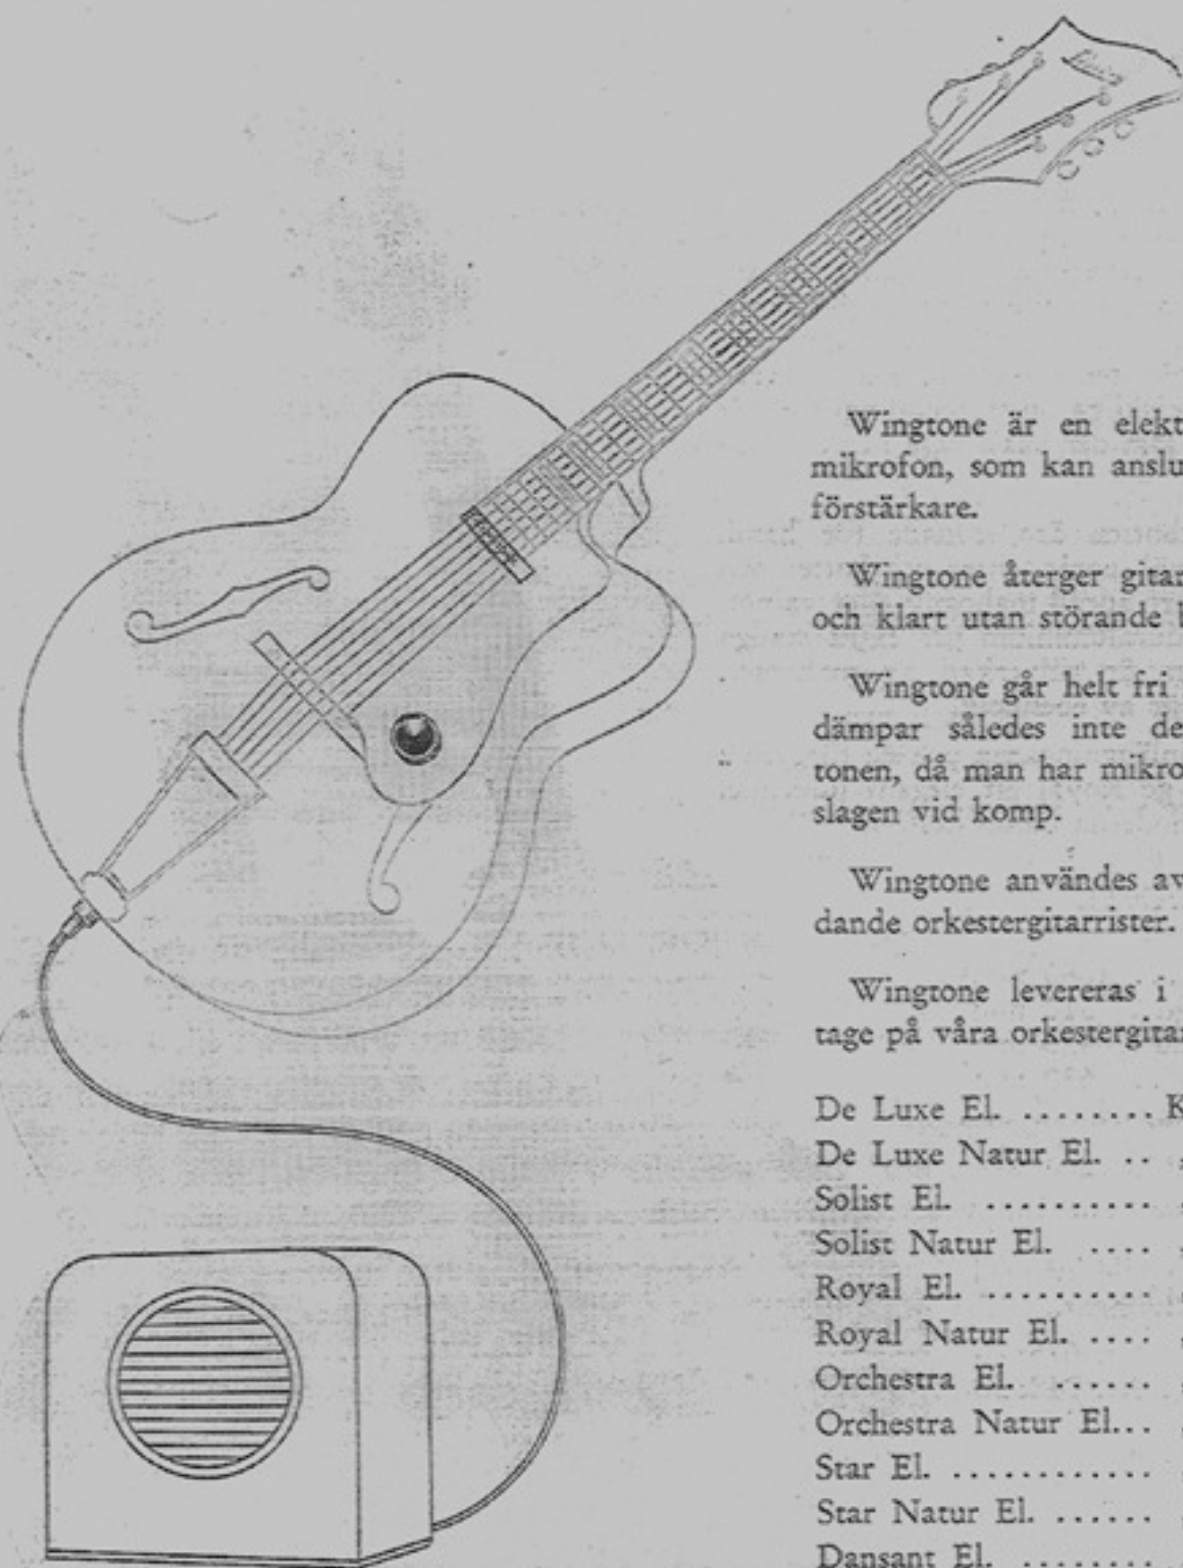 Wingtone är en elekt
mikrofon, som kan anslu
förstärkare.
Wingtone återger gitar
och klart utan störande b
Wingtone går helt fri
dämpar således inte de
tonen, då man har mikro
slagen vid komp.
Wingtone användes av
dande orkestergitarrister.
Wingtone levereras i
tage på våra orkestergitar
De Luxe El. ........ K
De Luxe Natur El. ..
Solist El. ..........
Solist Natur El. ....
Royal El. ..........
Royal Natur El. ....
Orchestra El. ......
Orchestra Natur El...
Star El. ............
Star Natur El. ......
Dansant El. .........